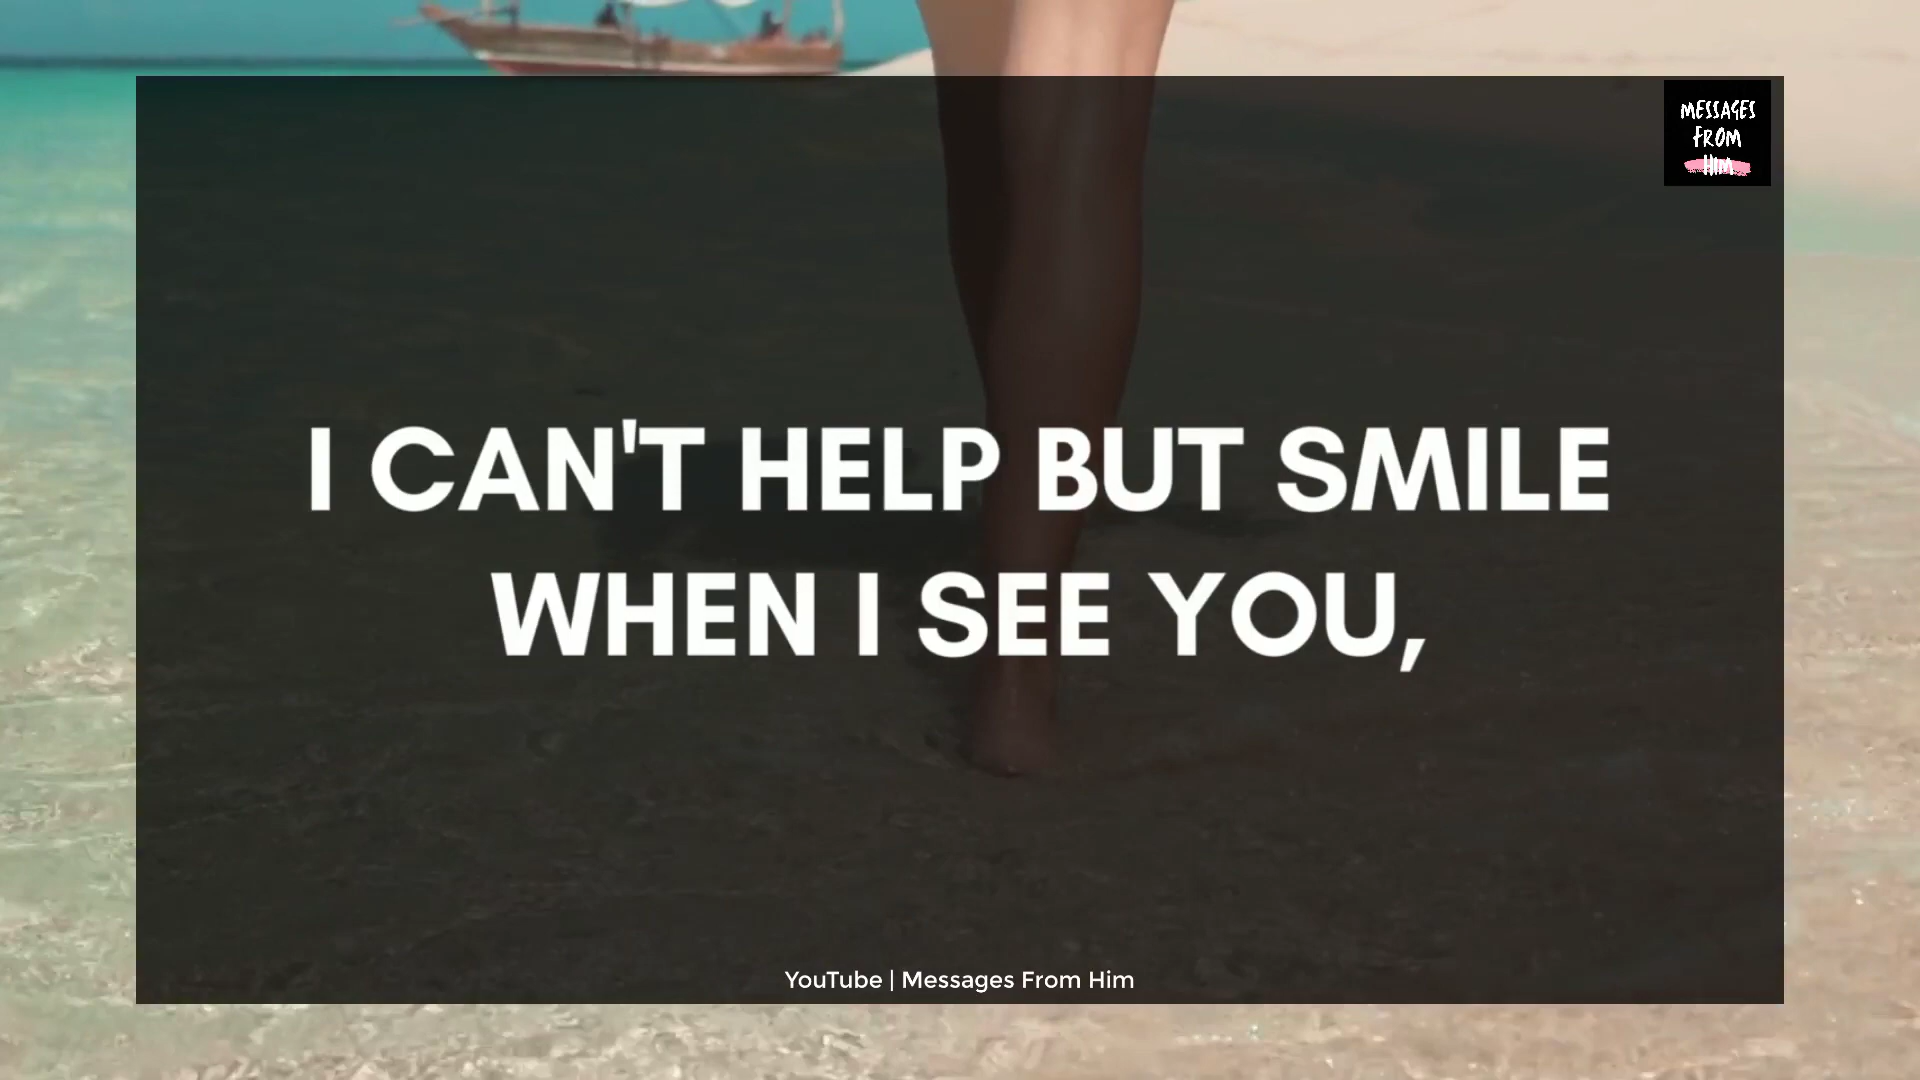 MESSAGES
FROM
HIM
I CAN'T HELP BUT SMILE
WHEN I SEE YOU,
YouTube | Messages From Him